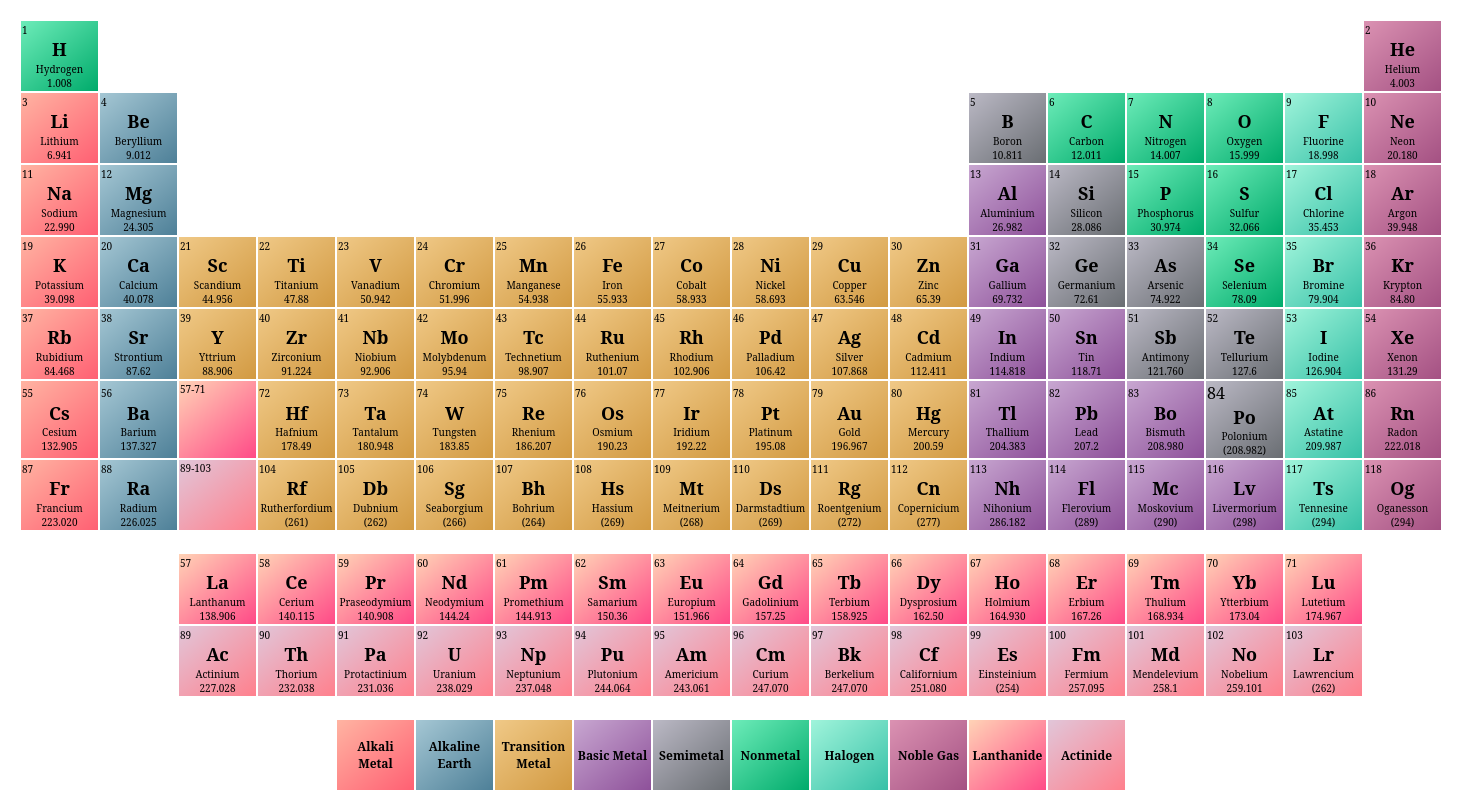 1
H
Hydrogen
1.008
2
He
Helium
4.003
3
Li
Lithium
6.941
4
Be
Beryllium
9.012
5
B
Boron
10.811
6
C
Carbon
12.011
7
N
Nitrogen
14.007
8
O
Oxygen
15.999
9
F
Fluorine
18.998
10
Ne
Neon
20.180
11
Na
Sodium
22.990
12
Mg
Magnesium
24.305
13
Al
Aluminium
26.982
14
Si
Silicon
28.086
15
P
Phosphorus
30.974
16
S
Sulfur
32.066
17
Cl
Chlorine
35.453
18
Ar
Argon
39.948
19
K
Potassium
39.098
20
Ca
Calcium
40.078
21
Sc
Scandium
44.956
22
Ti
Titanium
47.88
23
V
Vanadium
50.942
24
Cr
Chromium
51.996
25
Mn
Manganese
54.938
26
Fe
Iron
55.933
27
Co
Cobalt
58.933
28
Ni
Nickel
58.693
29
Cu
Copper
63.546
30
Zn
Zinc
65.39
31
Ga
Gallium
69.732
32
Ge
Germanium
72.61
33
As
Arsenic
74.922
34
Se
Selenium
78.09
35
Br
Bromine
79.904
36
Kr
Krypton
84.80
37
Rb
Rubidium
84.468
38
Sr
Strontium
87.62
39
Y
Yttrium
88.906
40
Zr
Zirconium
91.224
41
Nb
Niobium
92.906
42
Mo
Molybdenum
95.94
43
Tc
Technetium
98.907
44
Ru
Ruthenium
101.07
45
Rh
Rhodium
102.906
46
Pd
Palladium
106.42
47
Ag
Silver
107.868
48
Cd
Cadmium
112.411
49
In
Indium
114.818
50
Sn
Tin
118.71
51
Sb
Antimony
121.760
52
Te
Tellurium
127.6
53
I
Iodine
126.904
54
Xe
Xenon
131.29
55
Cs
Cesium
132.905
56
Ba
Barium
137.327
57-71
72
Hf
Hafnium
178.49
73
Ta
Tantalum
180.948
74
W
Tungsten
183.85
75
Re
Rhenium
186.207
76
Os
Osmium
190.23
77
Ir
Iridium
192.22
78
Pt
Platinum
195.08
79
Au
Gold
196.967
80
Hg
Mercury
200.59
81
Tl
Thallium
204.383
82
Pb
Lead
207.2
83
Bo
Bismuth
208.980
84
Po
Polonium
(208.982)
85
At
Astatine
209.987
86
Rn
Radon
222.018
87
Fr
Francium
223.020
88
Ra
Radium
226.025
89-103
104
Rf
Rutherfordium
(261)
105
Db
Dubnium
(262)
106
Sg
Seaborgium
(266)
107
Bh
Bohrium
(264)
108
Hs
Hassium
(269)
109
Mt
Meitnerium
(268)
110
Ds
Darmstadtium
(269)
111
Rg
Roentgenium
(272)
112
Cn
Copernicium
(277)
113
Nh
Nihonium
286.182
114
Fl
Flerovium
(289)
115
Mc
Moskovium
(290)
116
Lv
Livermorium
(298)
117
Ts
Tennesine
(294)
118
Og
Oganesson
(294)
57
La
Lanthanum
138.906
58
Ce
Cerium
140.115
59
Pr
Praseodymium
140.908
60
Nd
Neodymium
144.24
61
Pm
Promethium
144.913
62
Sm
Samarium
150.36
63
Eu
Europium
151.966
64
Gd
Gadolinium
157.25
65
Tb
Terbium
158.925
66
Dy
Dysprosium
162.50
67
Ho
Holmium
164.930
68
Er
Erbium
167.26
69
Tm
Thulium
168.934
70
Yb
Ytterbium
173.04
71
Lu
Lutetium
174.967
89
Ac
Actinium
227.028
90
Th
Thorium
232.038
91
Pa
Protactinium
231.036
92
U
Uranium
238.029
93
Np
Neptunium
237.048
94
Pu
Plutonium
244.064
95
Am
Americium
243.061
96
Cm
Curium
247.070
97
Bk
Berkelium
247.070
98
Cf
Californium
251.080
99
Es
Einsteinium
(254)
100
Fm
Fermium
257.095
101
Md
Mendelevium
258.1
102
No
Nobelium
259.101
103
Lr
Lawrencium
(262)
Alkali
Metal
Alkaline
Earth
Transition
Metal
Basic Metal
Semimetal
Nonmetal
Halogen
Noble Gas
Lanthanide
Actinide